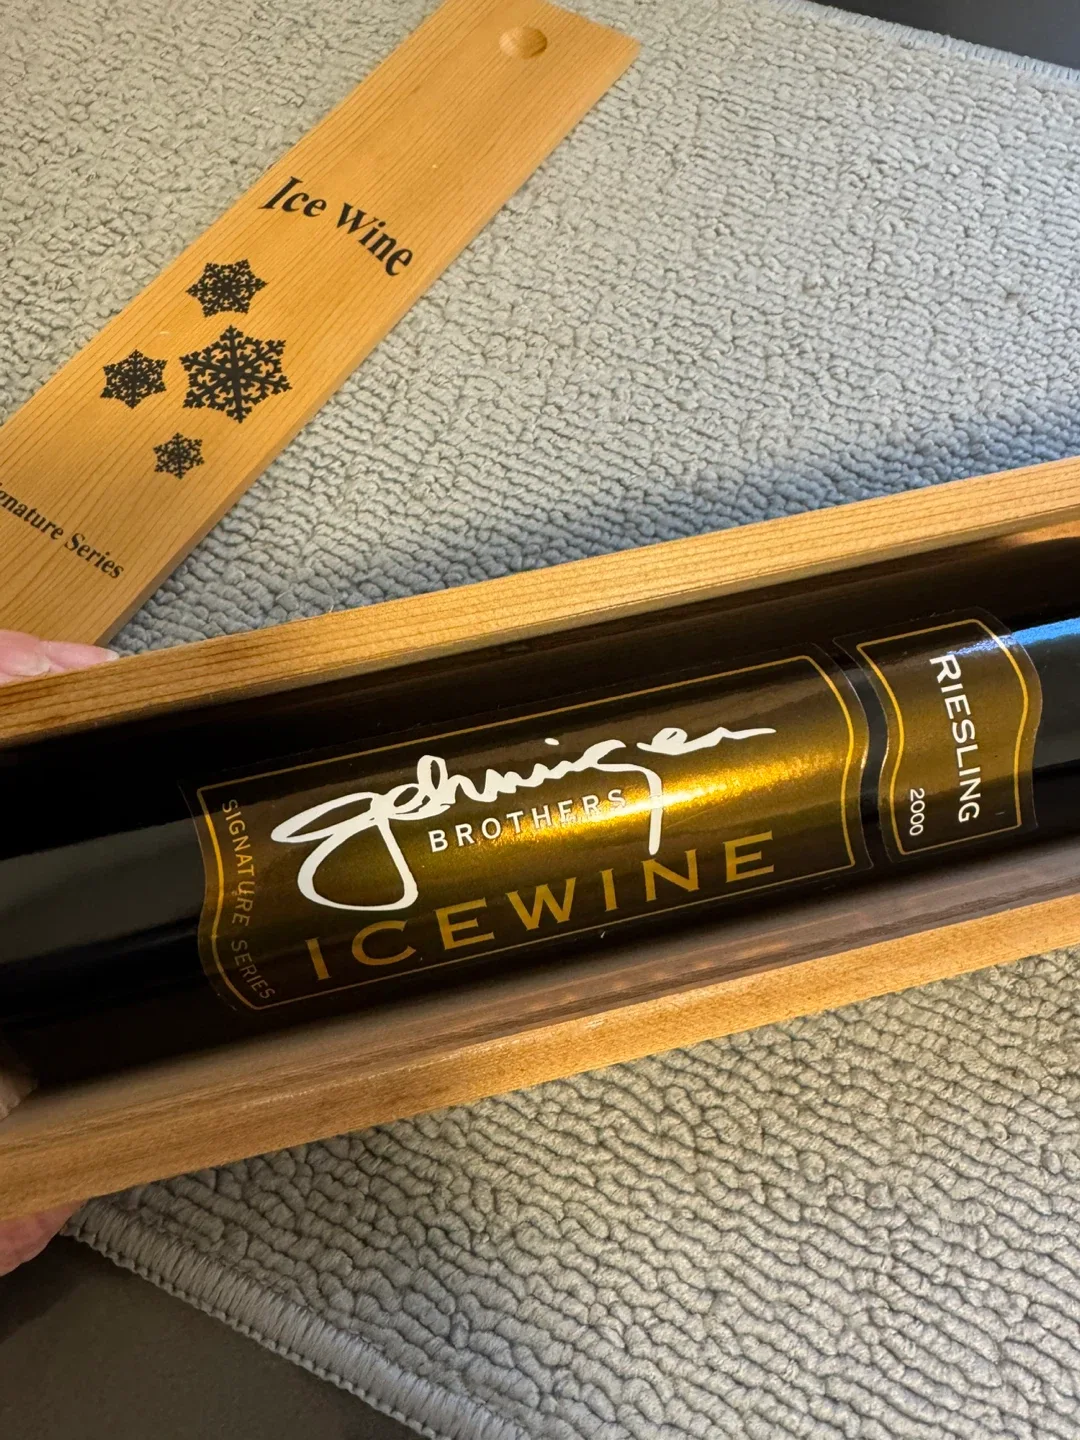 Ice Wine
Signature Series
SIGNATURE SERIES
Gehringer
BROTHERS
ICEWINE
RIESLING
2000